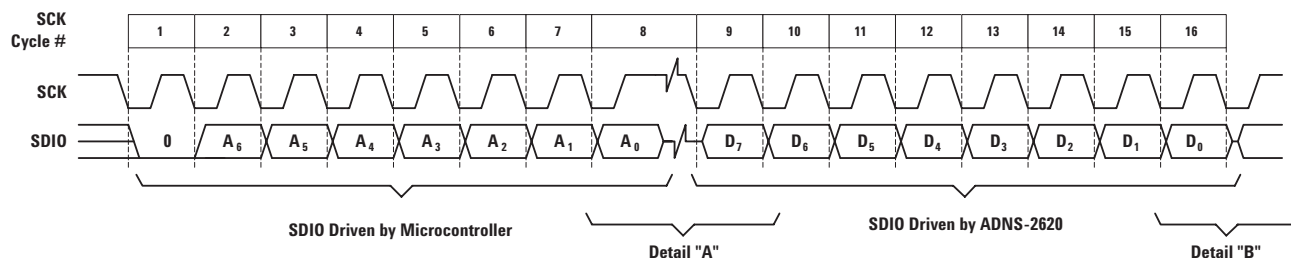 SCK
Cycle #
1 2 3 4 5 6 7 8 9 10 11 12 13 14 15 16
SCK
SDIO
0 A6 A5 A4 A3 A2 A1 A0 D7 D6 D5 D4 D3 D2 D1 D0
SDIO Driven by Microcontroller
SDIO Driven by ADNS-2620
Detail "A"
Detail "B"